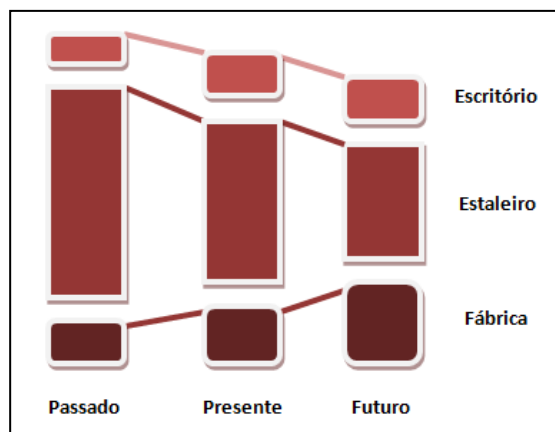 Escritório
Estaleiro
Fábrica
Passado
Presente
Futuro